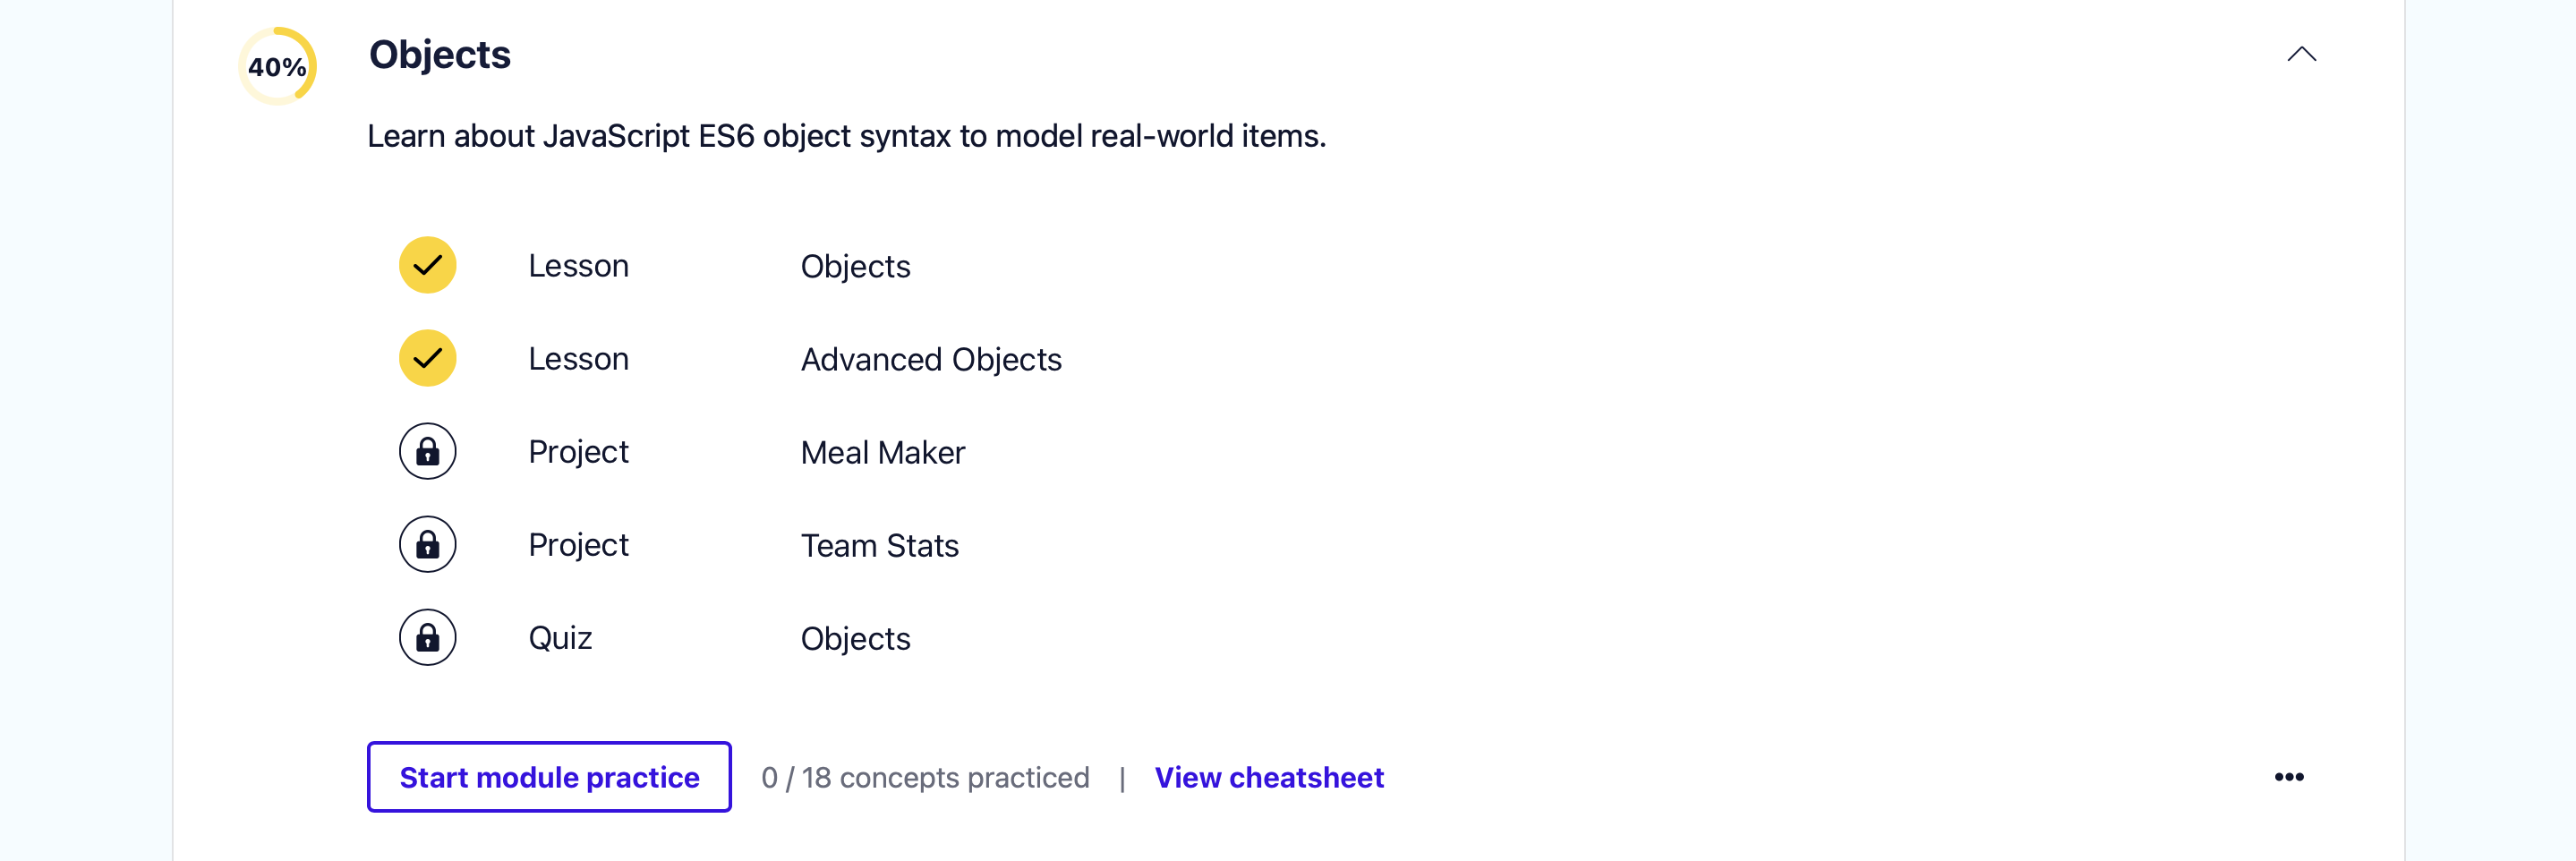 40%
Objects
Learn about JavaScript ES6 object syntax to model real-world items.
Lesson Objects
Lesson Advanced Objects
Project Meal Maker
Project Team Stats
Quiz Objects
Start module practice 0 / 18 concepts practiced | View cheatsheet